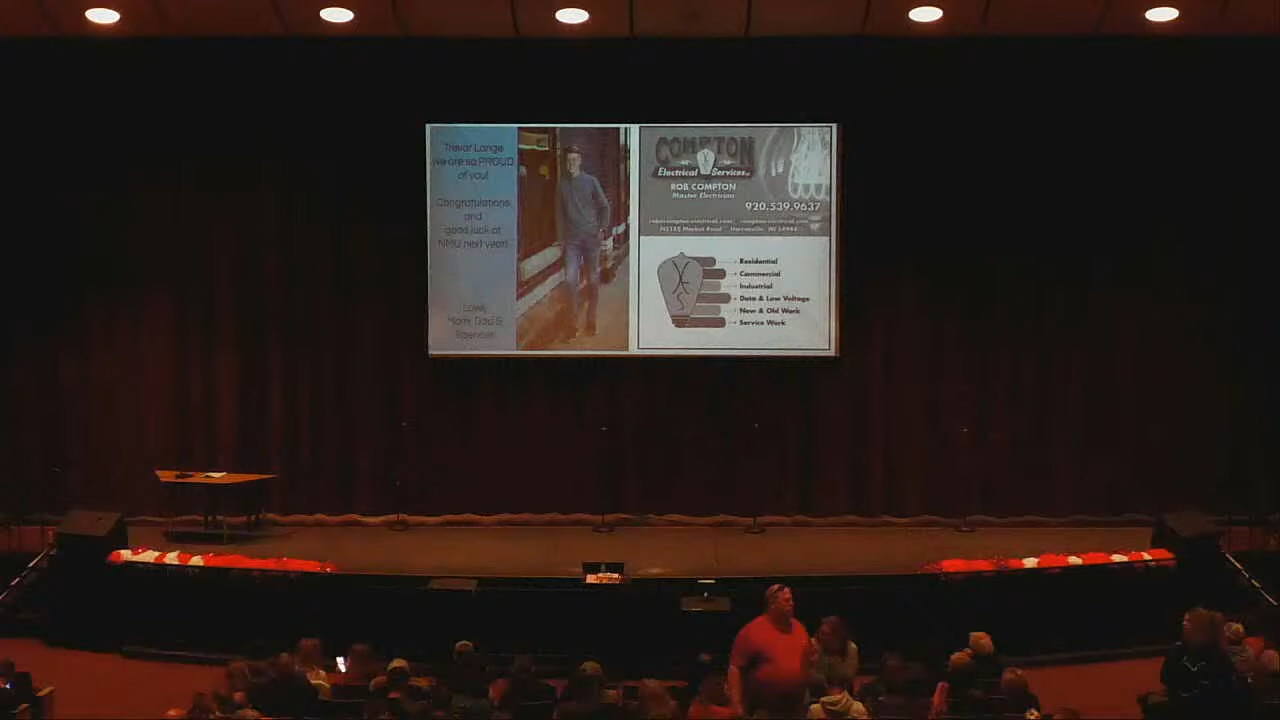 Trevor Lange
we are so PROUD
of you!
Congratulations
and
good luck at
NMU next year!
Love,
Mom, Dad &
Spencer
COMPTON
Electrical Services
ROB COMPTON
Master Electrician
920.539.9637
Market Road
Residential
Commercial
Industrial
Data & Low Voltage
New & Old Work
Service Work